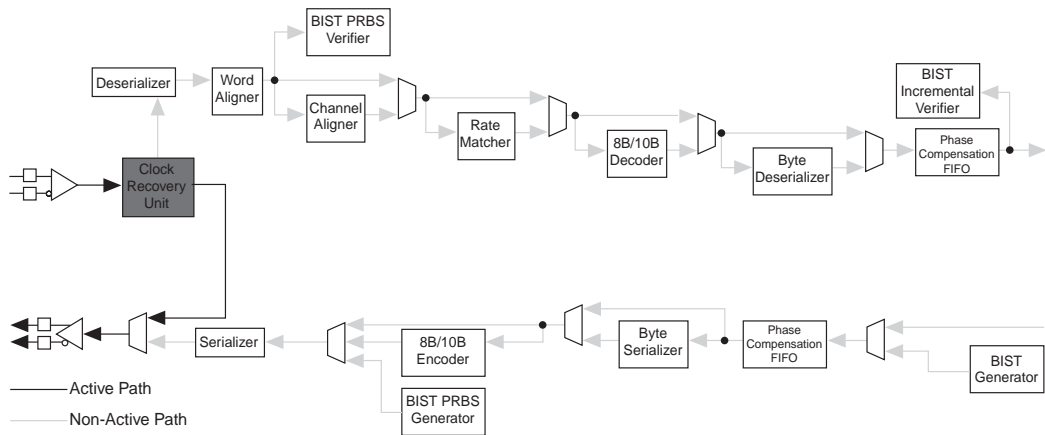 BIST PRBS
Verifier
Deserializer
Word
Aligner
Channel
Aligner
Rate
Matcher
8B/10B
Decoder
Byte
Deserializer
BIST
Incremental
Verifier
Phase
Compensation
FIFO
Clock
Recovery
Unit
Serializer
8B/10B
Encoder
BIST PRBS
Generator
Byte
Serializer
Phase
Compensation
FIFO
BIST
Generator
Active Path
Non-Active Path